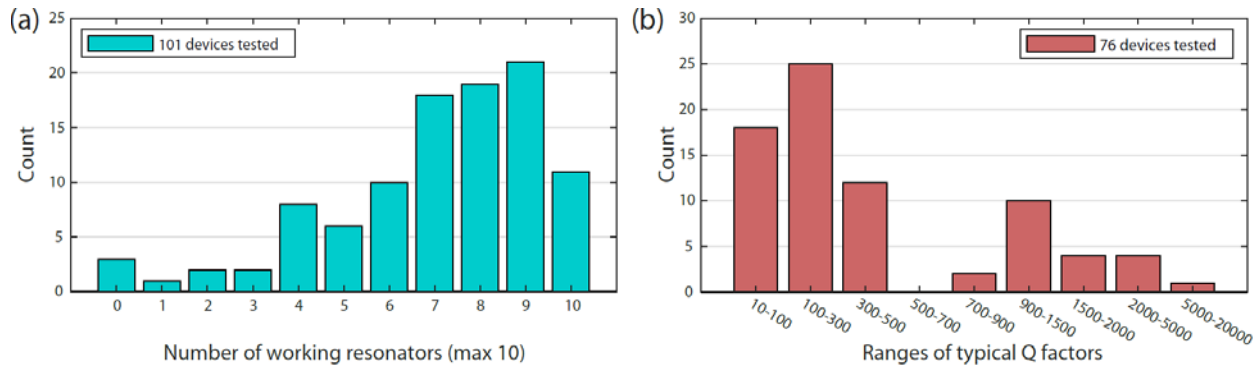 (a)
101 devices tested
25
20
15
10
5
0
Count
0 1 2 3 4 5 6 7 8 9 10
Number of working resonators (max 10)
(b)
76 devices tested
30
25
20
15
10
5
0
Count
10-100 100-300 300-500 500-700 700-900 900-1500 1500-2000 2000-5000 5000-20000
Ranges of typical Q factors